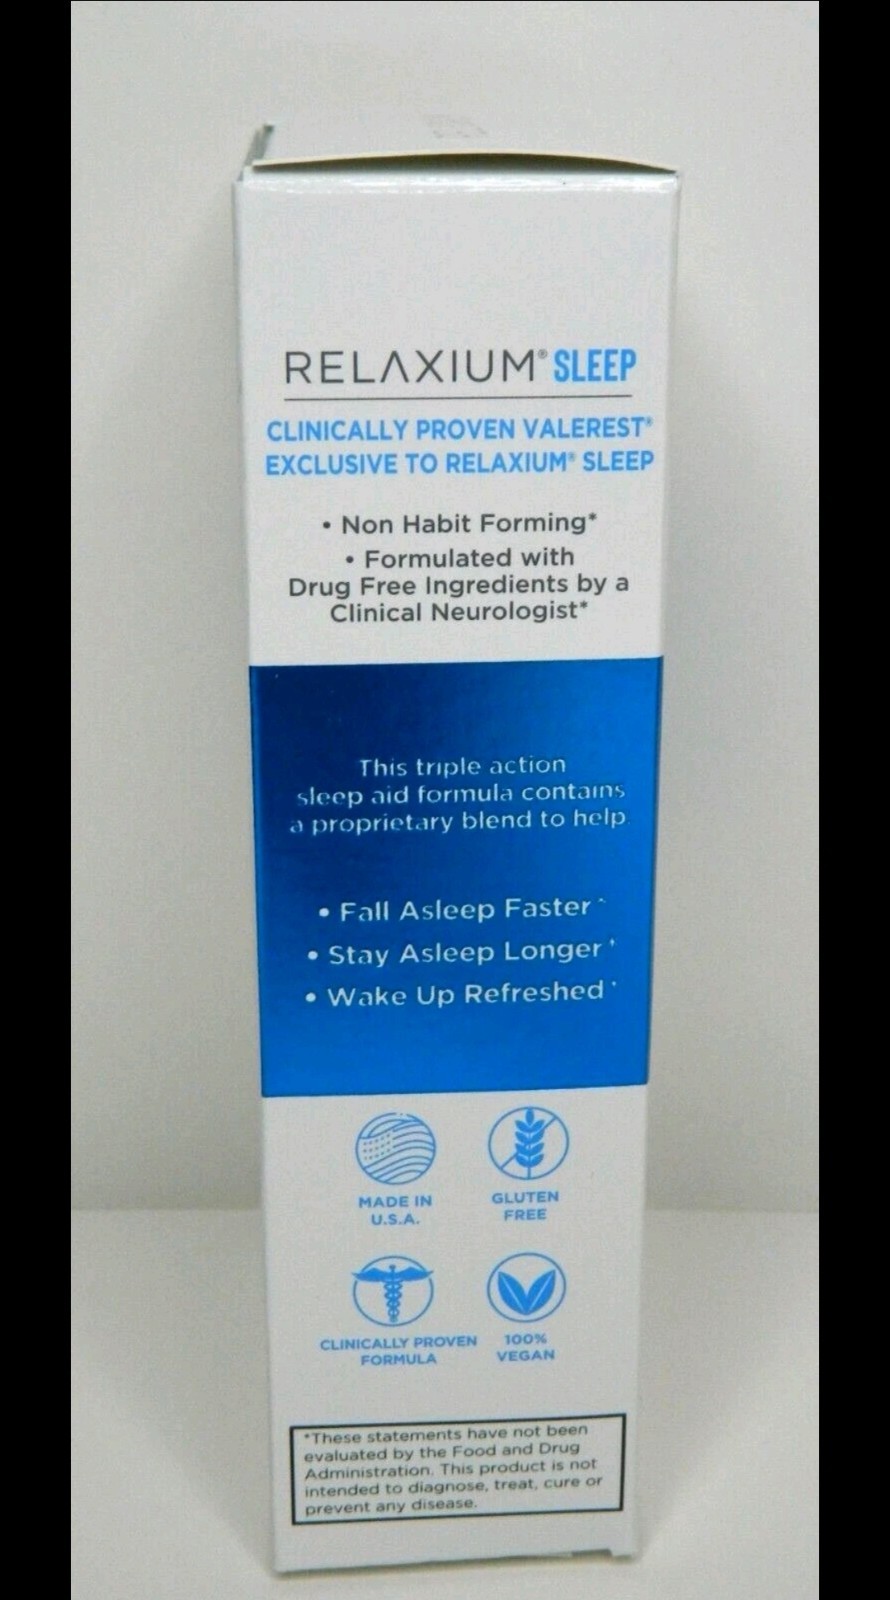 RELAXIUM® SLEEP
CLINICALLY PROVEN VALEREST®
EXCLUSIVE TO RELAXIUM® SLEEP
• Non Habit Forming*
• Formulated with
Drug Free Ingredients by a
Clinical Neurologist*
This triple action
sleep aid formula contains
a proprietary blend to help
• Fall Asleep Faster*
• Stay Asleep Longer*
• Wake Up Refreshed*
MADE IN
U.S.A.
GLUTEN
FREE
CLINICALLY PROVEN
FORMULA
100%
VEGAN
*These statements have not been
evaluated by the Food and Drug
Administration. This product is not
intended to diagnose, treat, cure or
prevent any disease.